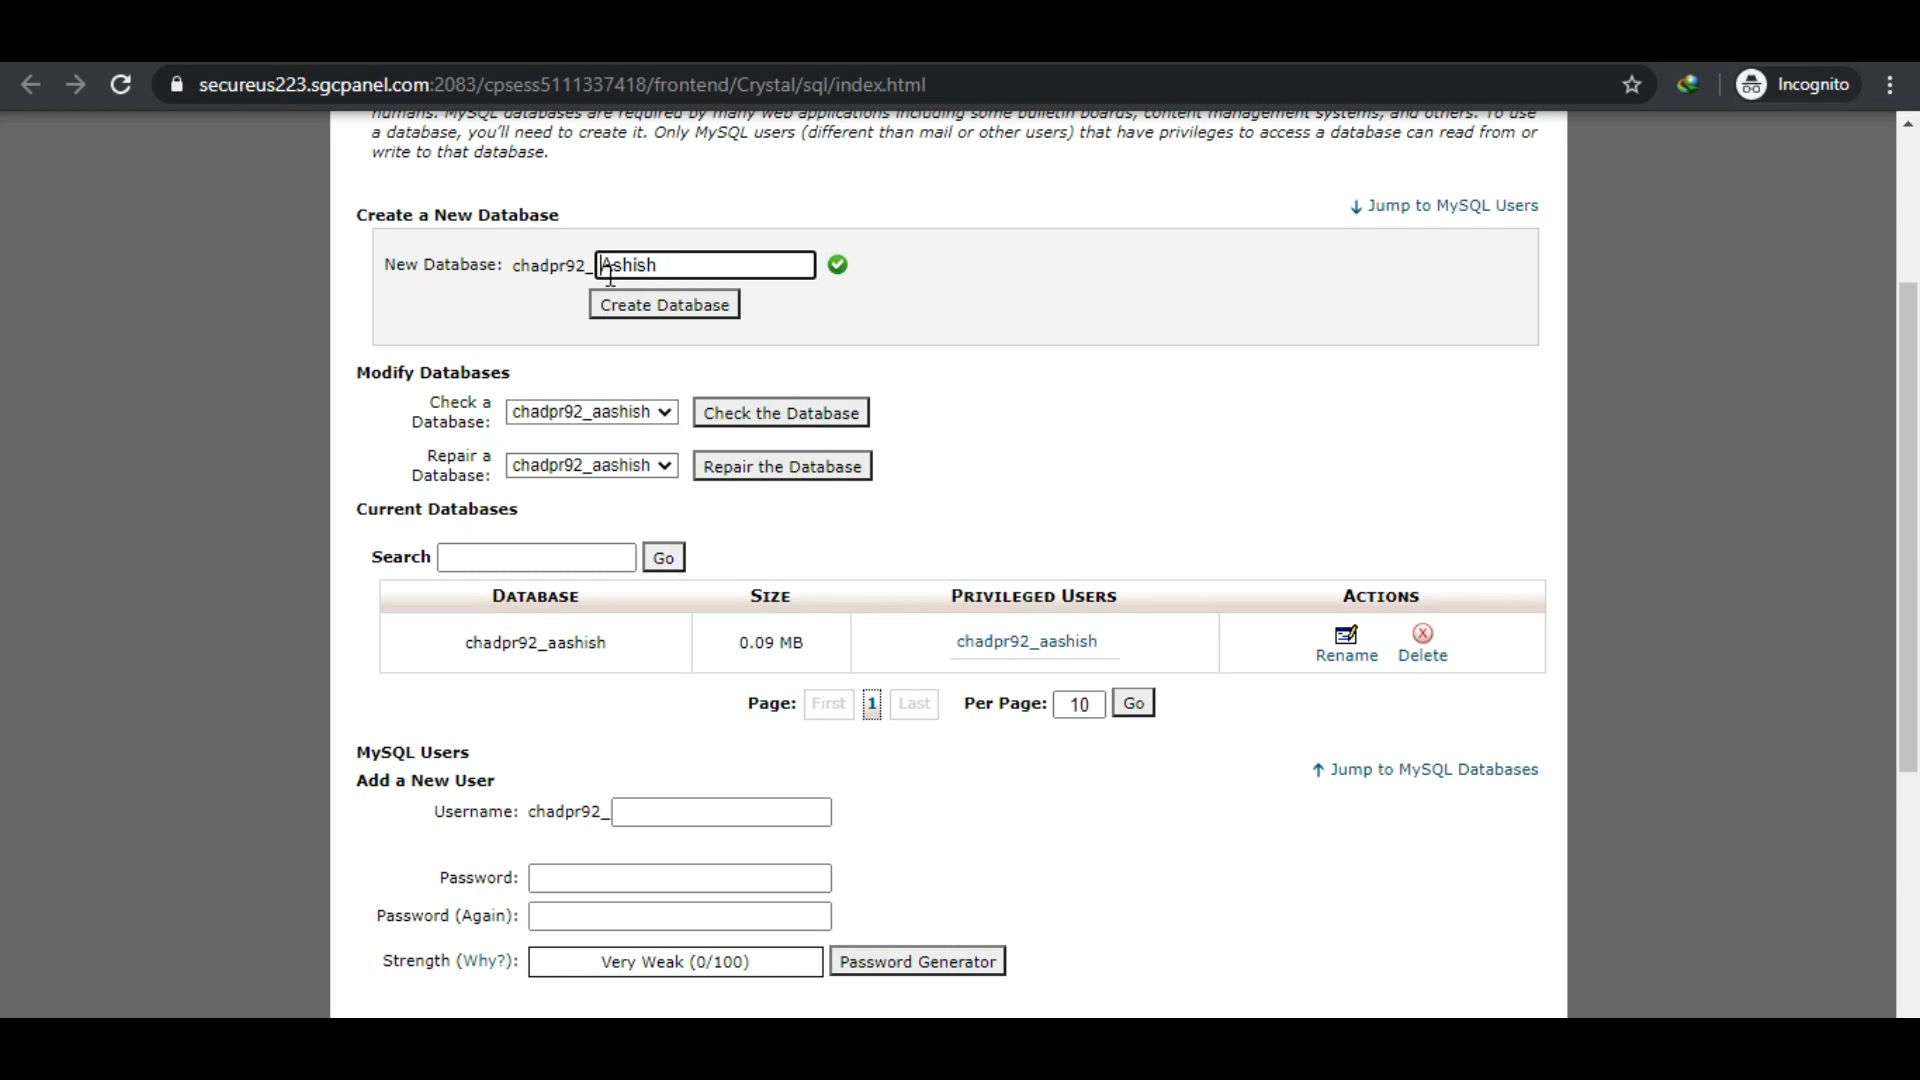 secureus223.sgcpanel.com:2083/cpsess5111337418/frontend/Crystal/sql/index.html
Incognito
humans. MySQL databases are required by many web applications including some bulletin boards, content management systems, and others. To use
a database, you'll need to create it. Only MySQL users (different than mail or other users) that have privileges to access a database can read from or
write to that database.
Jump to MySQL Users
Create a New Database
New Database: chadpr92_ Ashish
Create Database
Modify Databases
Check a Database: chadpr92_aashish Check the Database
Repair a Database: chadpr92_aashish Repair the Database
Current Databases
Search Go
DATABASE SIZE PRIVILEGED USERS ACTIONS
chadpr92_aashish 0.09 MB chadpr92_aashish Rename Delete
Page: First 1 Last Per Page: 10 Go
MySQL Users
Jump to MySQL Databases
Add a New User
Username: chadpr92_
Password:
Password (Again):
Strength (Why?): Very Weak (0/100) Password Generator